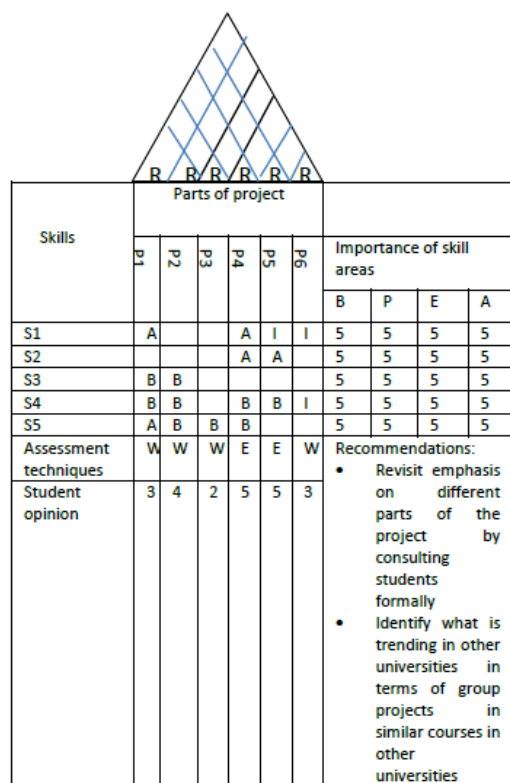 R R R R R R
Parts of project
Skills
P1 P2 P3 P4 P5 P6
Importance of skill
areas
B P E A
S1 A A I I 5 5 5 5
S2 A A 5 5 5 5
S3 B B 5 5 5 5
S4 B B B B I 5 5 5 5
S5 A B B B 5 5 5 5
Assessment
techniques
W W W E E W
Student
opinion
3 4 2 5 5 3
Recommendations:
• Revisit emphasis
on different
parts of the
project by
consulting
students
formally
• Identify what is
trending in other
universities in
terms of group
projects in
similar courses in
other
universities